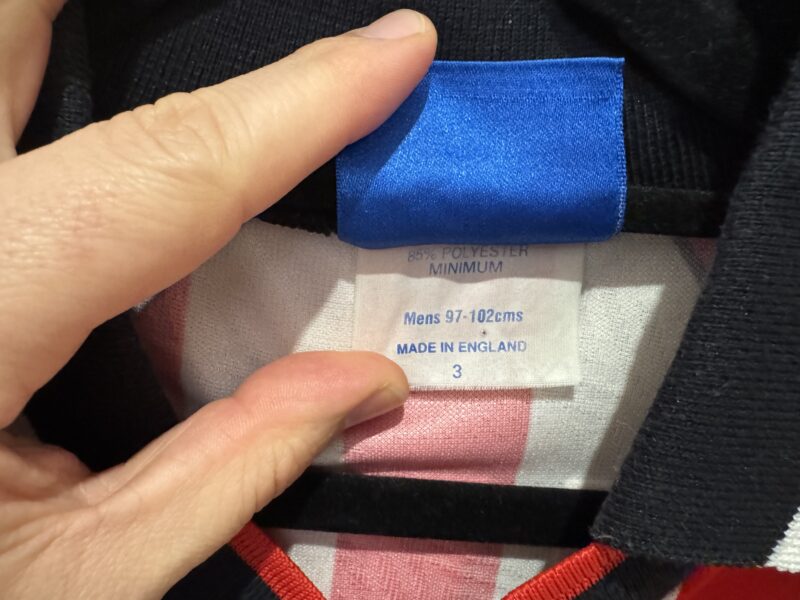 85% POLYESTER
MINIMUM
Mens 97-102cms
MADE IN ENGLAND
3